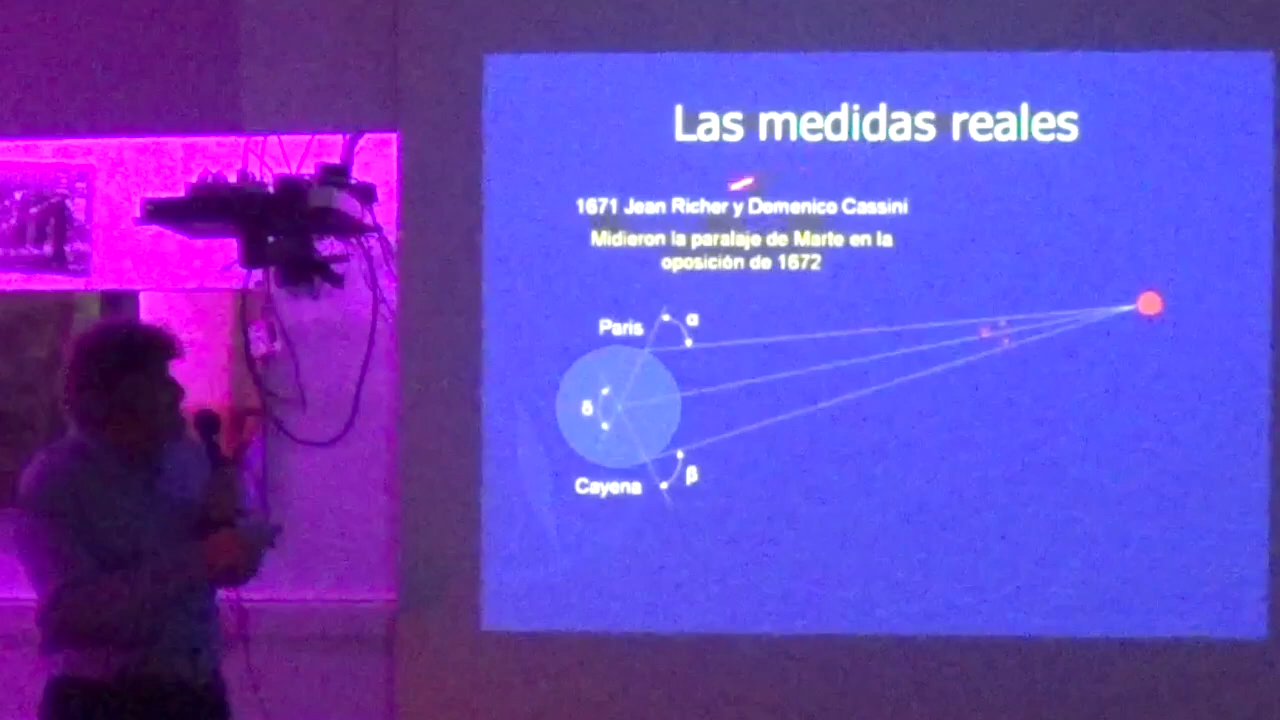 Las medidas reales
1671 Jean Richer y Domenico Cassini
Midieron la paralaje de Marte en la
oposición de 1672
Paris
α
δ
Cayena
β